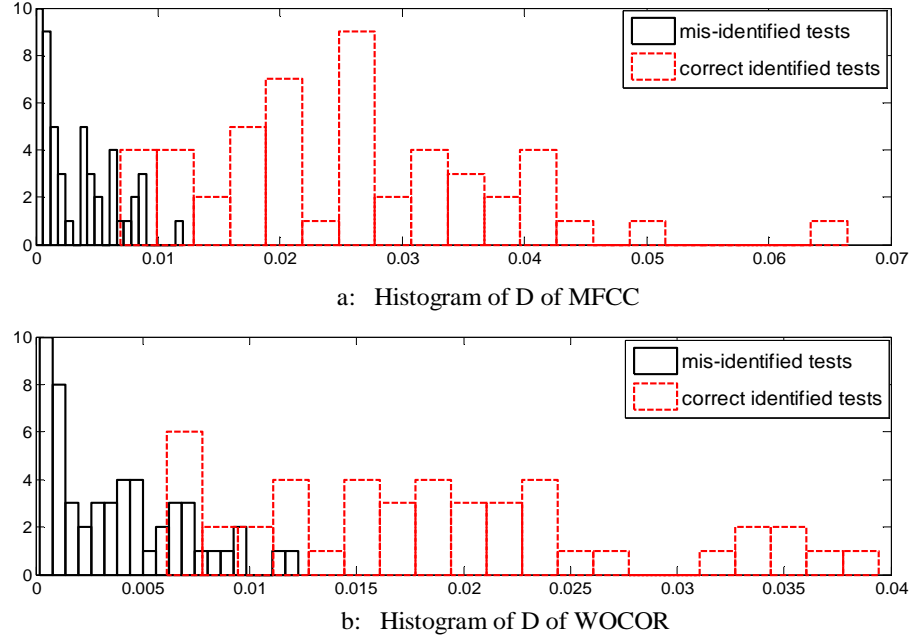 10
8
6
4
2
0
mis-identified tests
correct identified tests
0 0.01 0.02 0.03 0.04 0.05 0.06 0.07
a: Histogram of D of MFCC
10
8
6
4
2
0
mis-identified tests
correct identified tests
0 0.005 0.01 0.015 0.02 0.025 0.03 0.035 0.04
b: Histogram of D of WOCOR